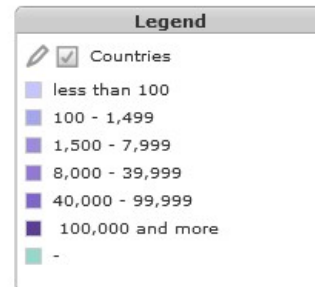 Legend
Countries
less than 100
100 - 1,499
1,500 - 7,999
8,000 - 39,999
40,000 - 99,999
100,000 and more
-